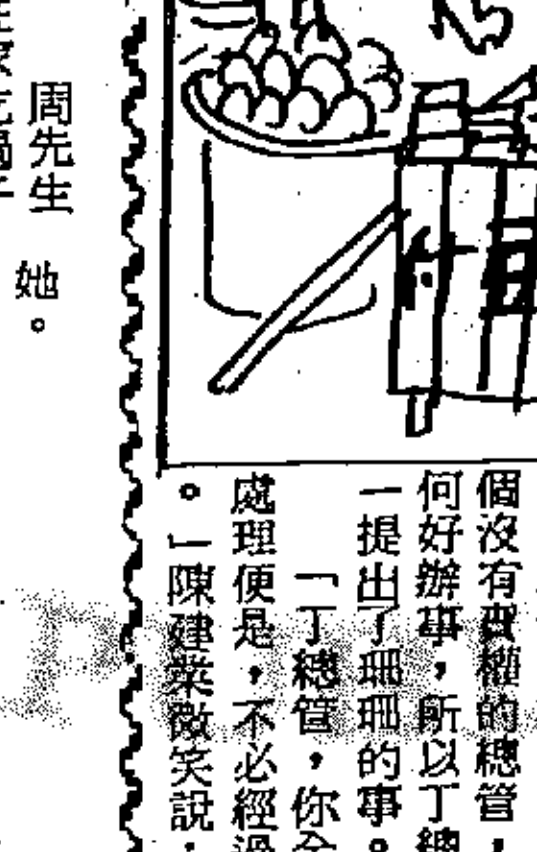 個沒有實權的總管，
何好辦事，所以丁總
一提出了珊珊的事。
「丁總管，你全
處理便是，不必經過
。」陳建業微笑說，
她。
周先生